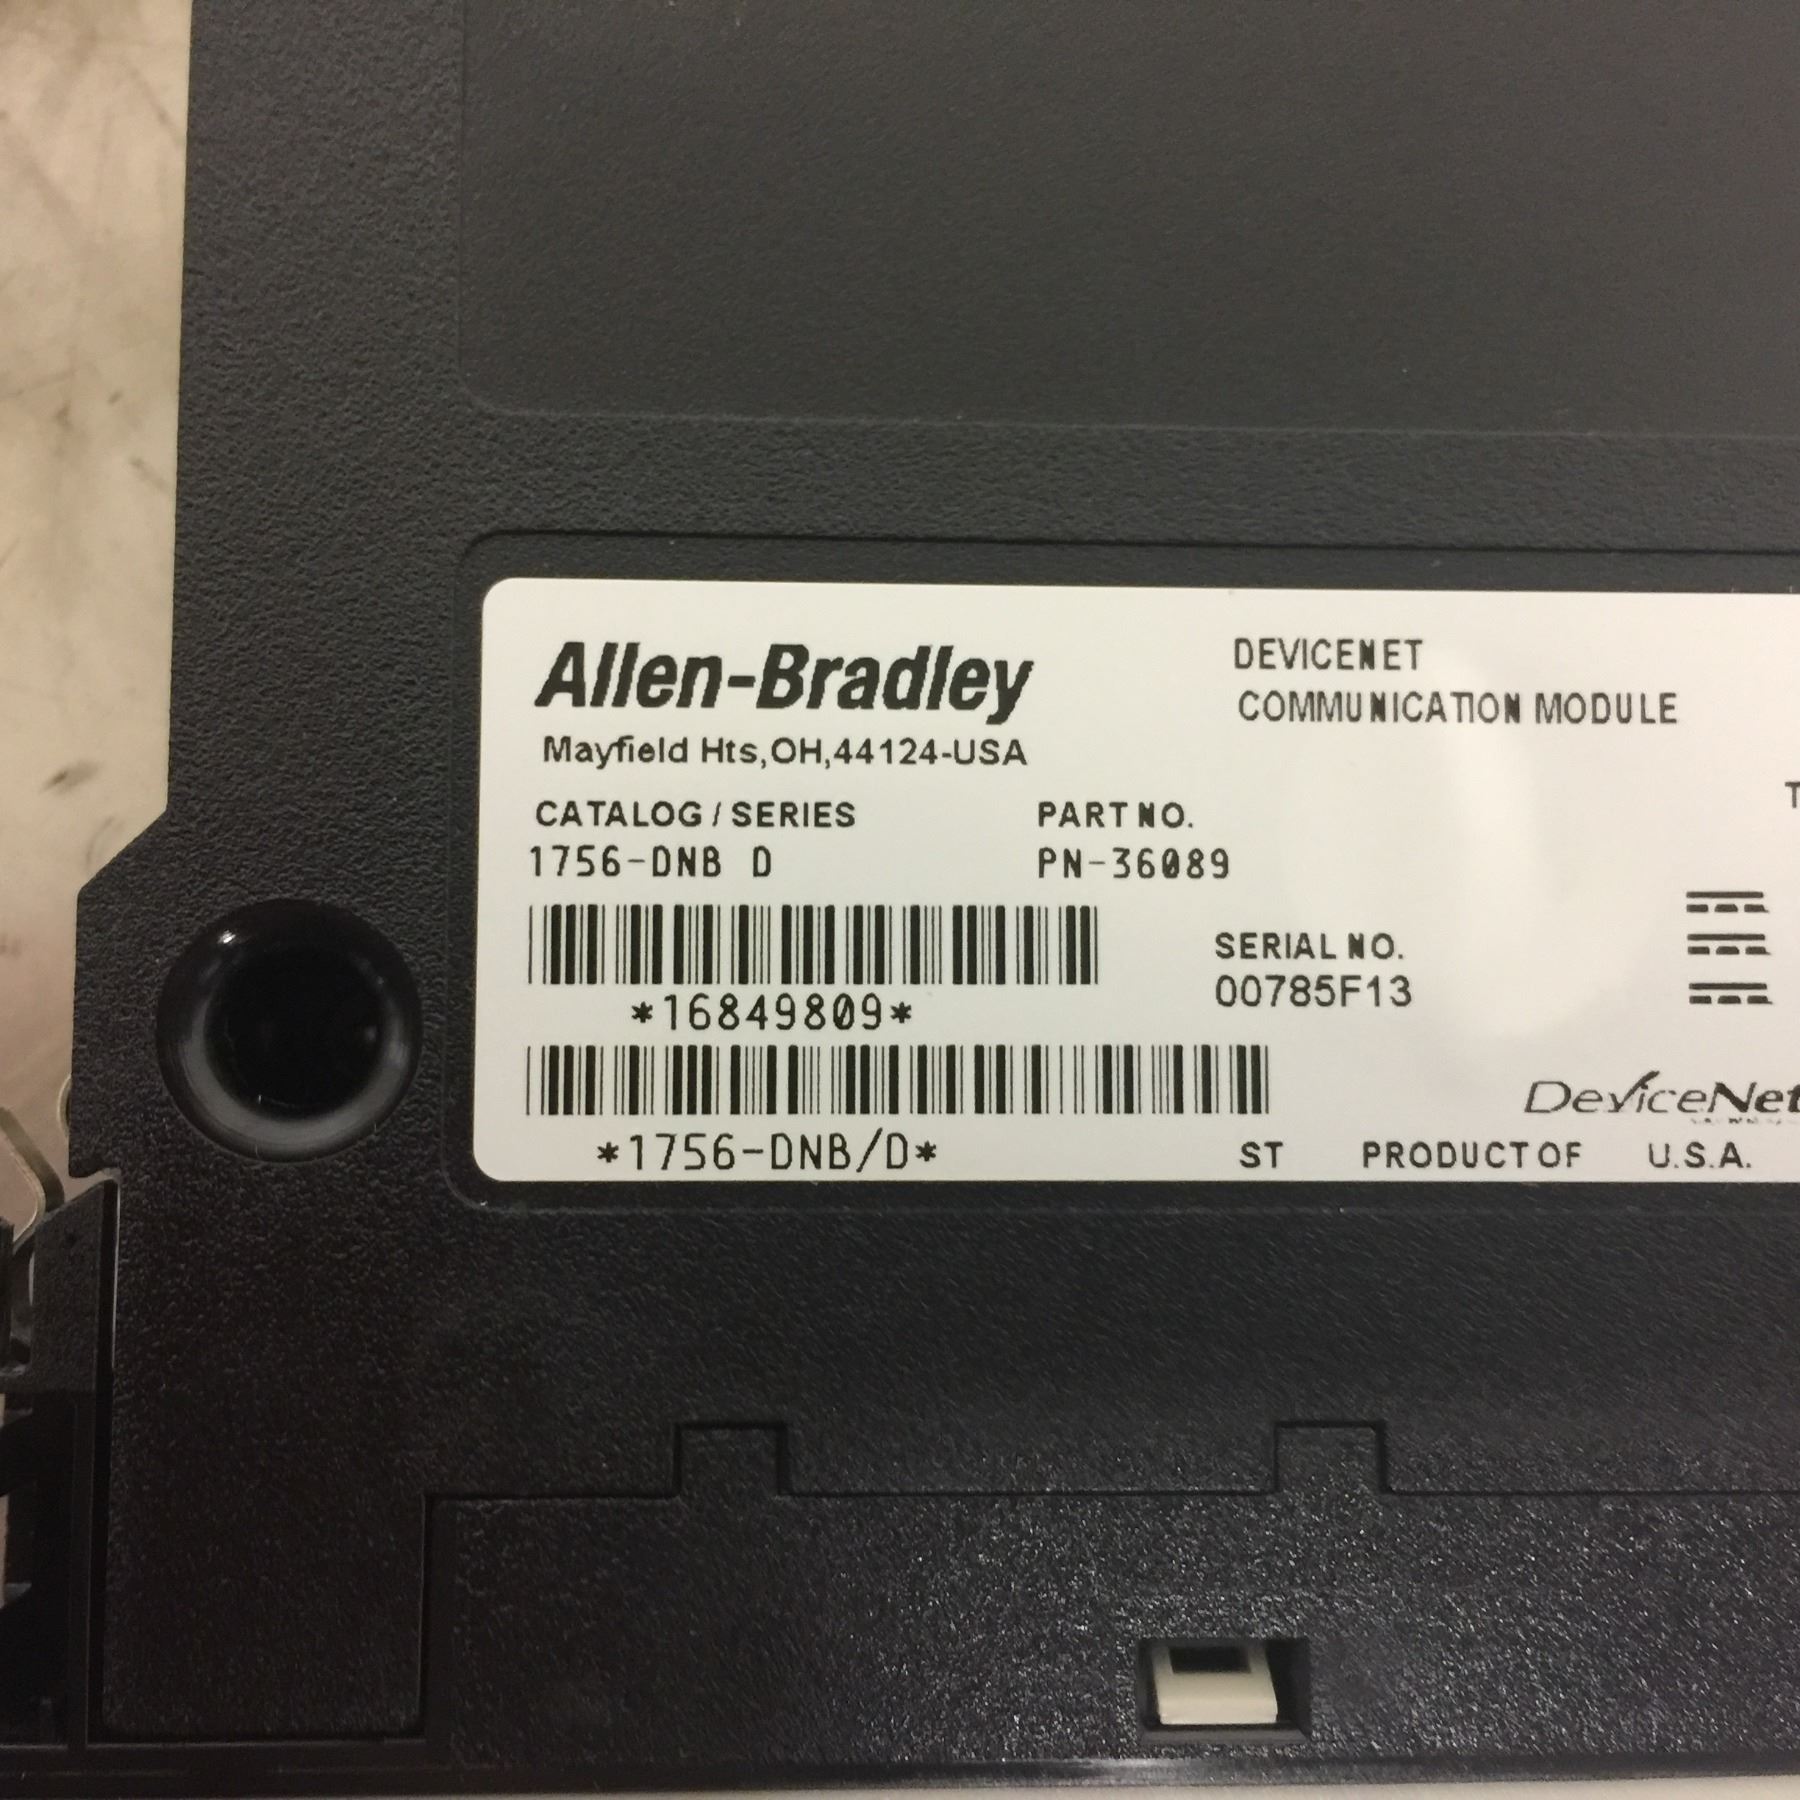 Allen-Bradley
Mayfield Hts,OH,44124-USA
DEVICENET
COMMUNICATION MODULE
CATALOG / SERIES
1756-DNB D
PART NO.
PN-36089
*16849809*
SERIAL NO.
00785F13
*1756-DNB/D*
DeviceNet
ST PRODUCT OF U.S.A.